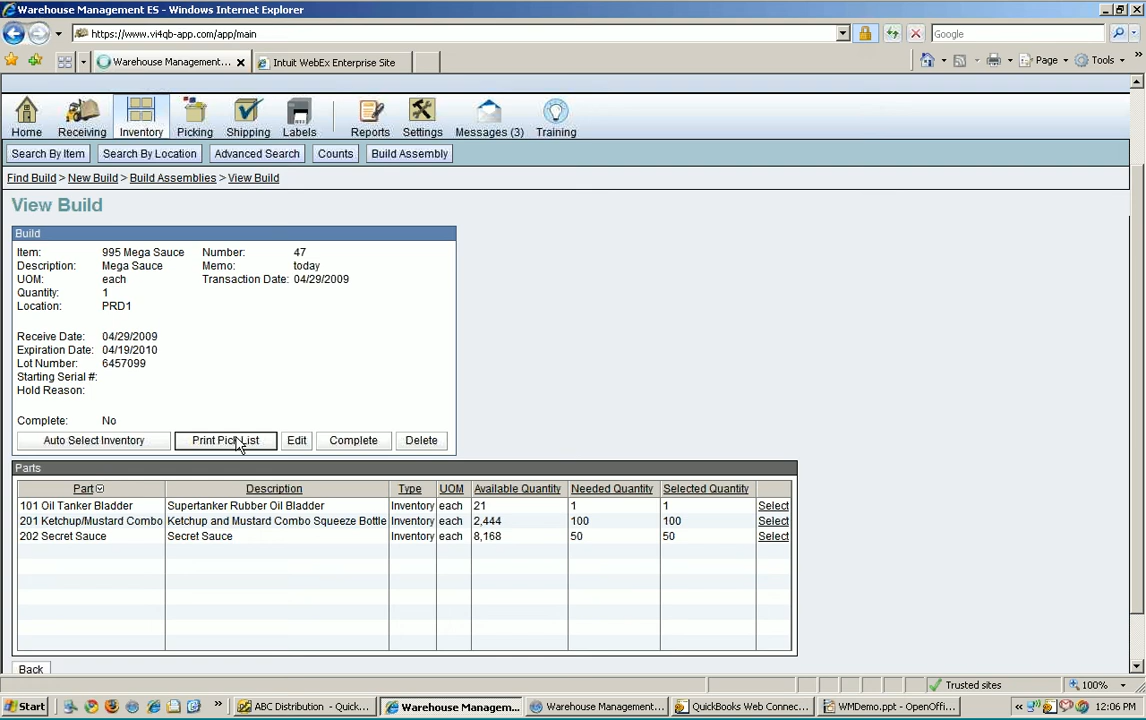 Warehouse Management ES - Windows Internet Explorer
https://www.vi4qb-app.com/app/main
Google
Warehouse Management...
Intuit WebEx Enterprise Site
Page
Tools
Home
Receiving
Inventory
Picking
Shipping
Labels
Reports
Settings
Messages (3)
Training
Search By Item
Search By Location
Advanced Search
Counts
Build Assembly
Find Build > New Build > Build Assemblies > View Build
View Build
Build
Item: 995 Mega Sauce Number: 47
Description: Mega Sauce Memo: today
UOM: each Transaction Date: 04/29/2009
Quantity: 1
Location: PRD1
Receive Date: 04/29/2009
Expiration Date: 04/19/2010
Lot Number: 6457099
Starting Serial #:
Hold Reason:
Complete: No
Auto Select Inventory Print Pick List Edit Complete Delete
Parts
Part Description Type UOM Available Quantity Needed Quantity Selected Quantity
101 Oil Tanker Bladder Supertanker Rubber Oil Bladder Inventory each 21 1 1 Select
201 Ketchup/Mustard Combo Ketchup and Mustard Combo Squeeze Bottle Inventory each 2,444 100 100 Select
202 Secret Sauce Secret Sauce Inventory each 8,168 50 50 Select
Back
Trusted sites
100%
Start
ABC Distribution - Quick...
Warehouse Managem...
Warehouse Management...
QuickBooks Web Connec...
WMDemo.ppt - OpenOffi...
12:06 PM